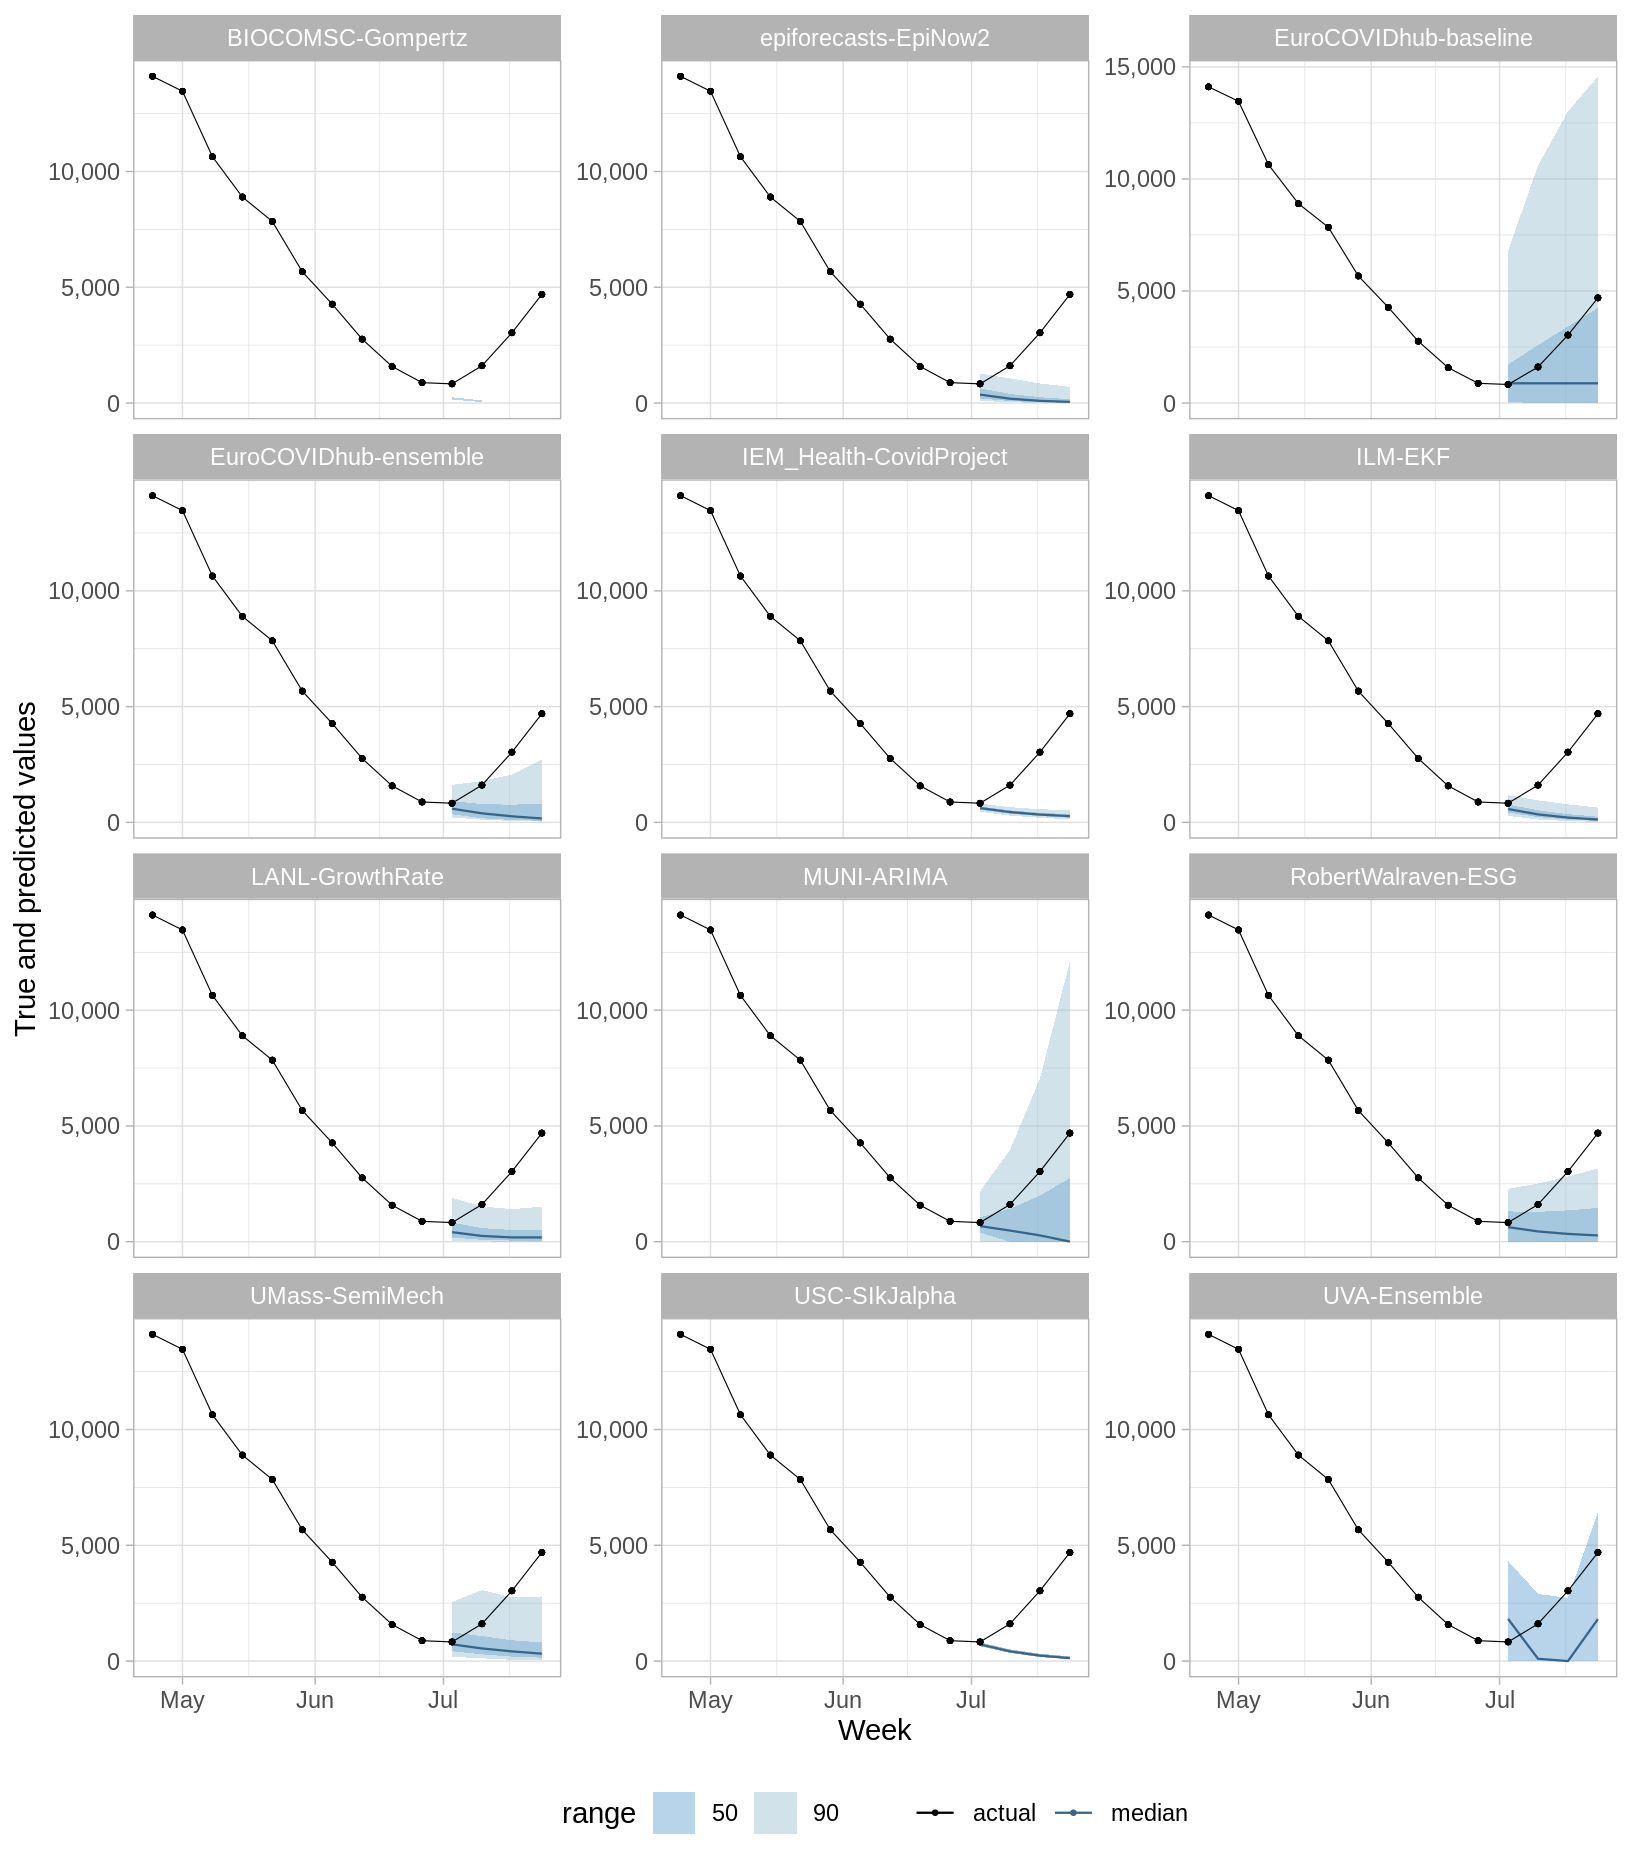 BIOCOMSC-Gompertz
epiforecasts-EpiNow2
EuroCOVIDhub-baseline
10,000
5,000
0
10,000
5,000
0
15,000
10,000
5,000
0
EuroCOVIDhub-ensemble
IEM_Health-CovidProject
ILM-EKF
10,000
5,000
0
10,000
5,000
0
10,000
5,000
0
LANL-GrowthRate
MUNI-ARIMA
RobertWalraven-ESG
10,000
5,000
0
10,000
5,000
0
10,000
5,000
0
UMass-SemiMech
USC-SIkJalpha
UVA-Ensemble
10,000
5,000
0
10,000
5,000
0
10,000
5,000
0
May Jun Jul
May Jun Jul
May Jun Jul
True and predicted values
Week
range 50 90 actual median